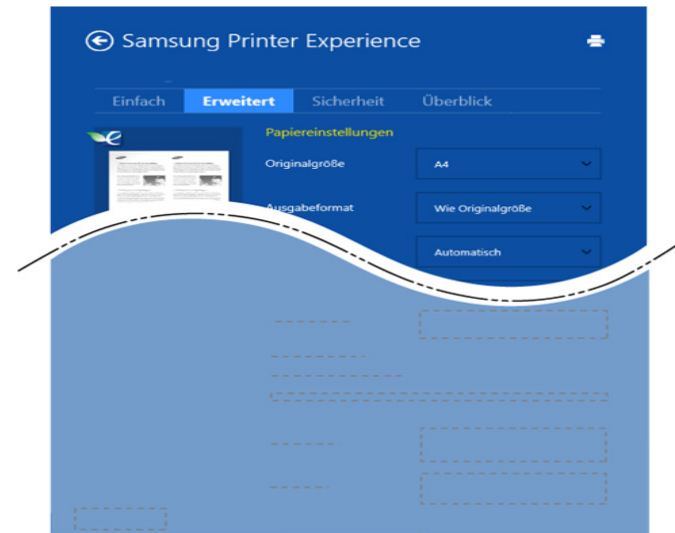 Samsung Printer Experience
Einfach Erweitert Sicherheit Überblick
Papiereinstellungen
Originalgröße A4
Ausgabeformat Wie Originalgröße
Automatisch